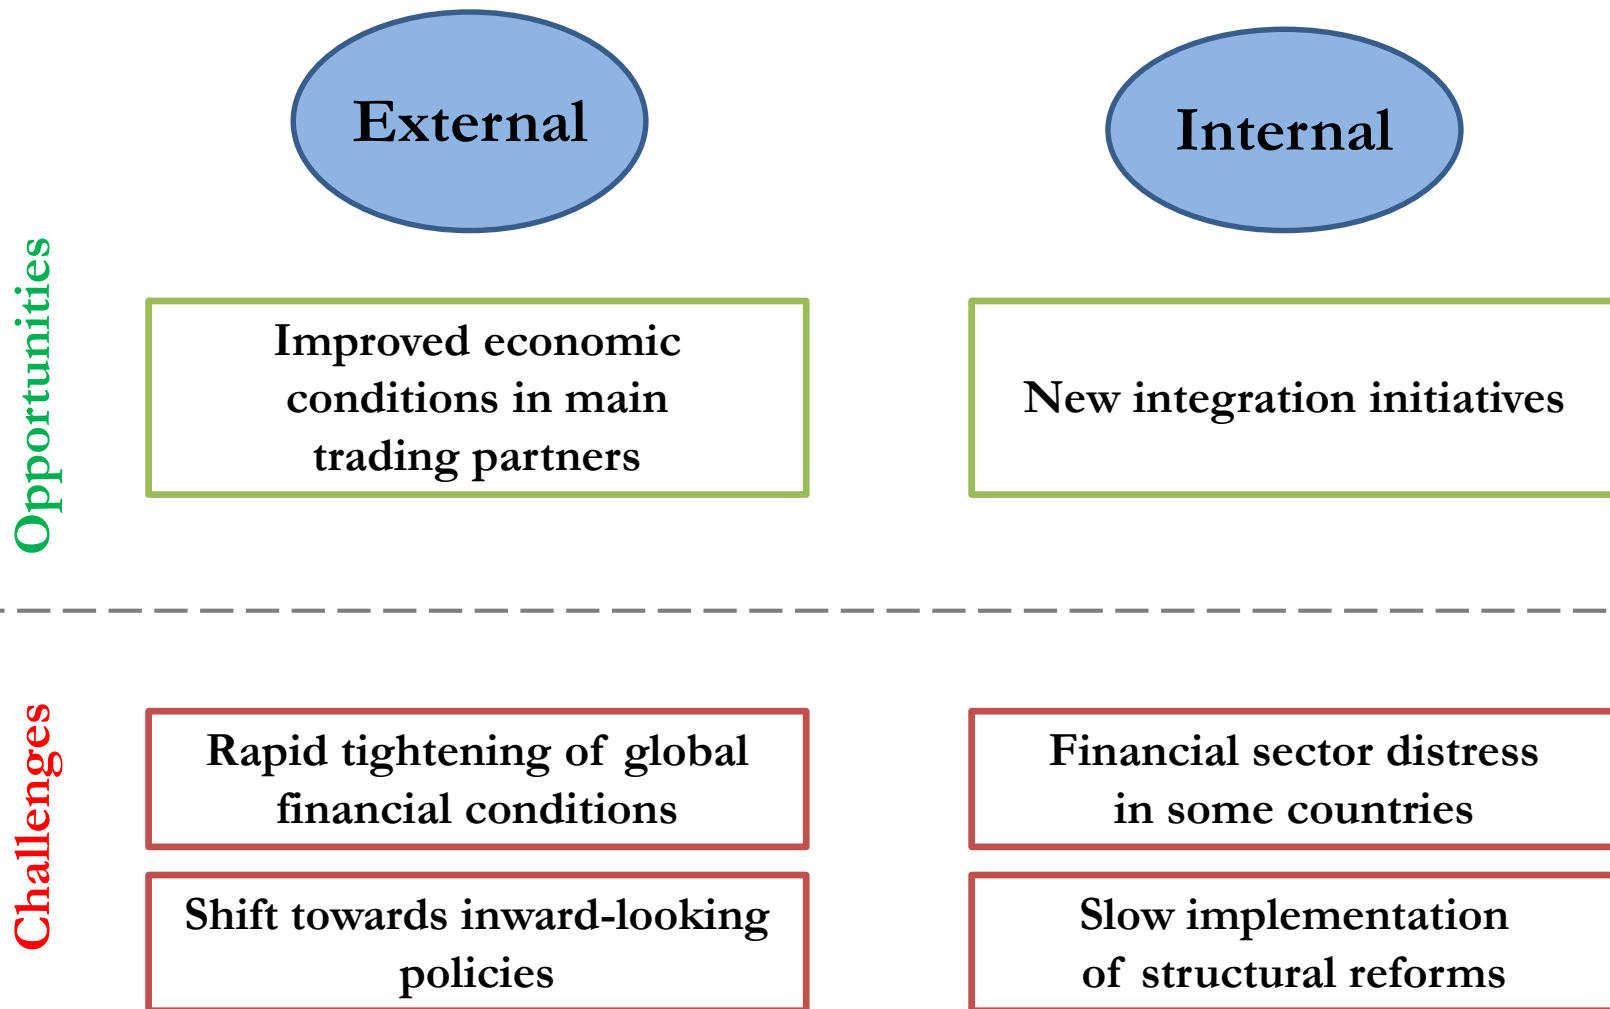 External
Internal
Opportunities
Improved economic
conditions in main
trading partners
New integration initiatives
Challenges
Rapid tightening of global
financial conditions
Financial sector distress
in some countries
Shift towards inward-looking
policies
Slow implementation
of structural reforms